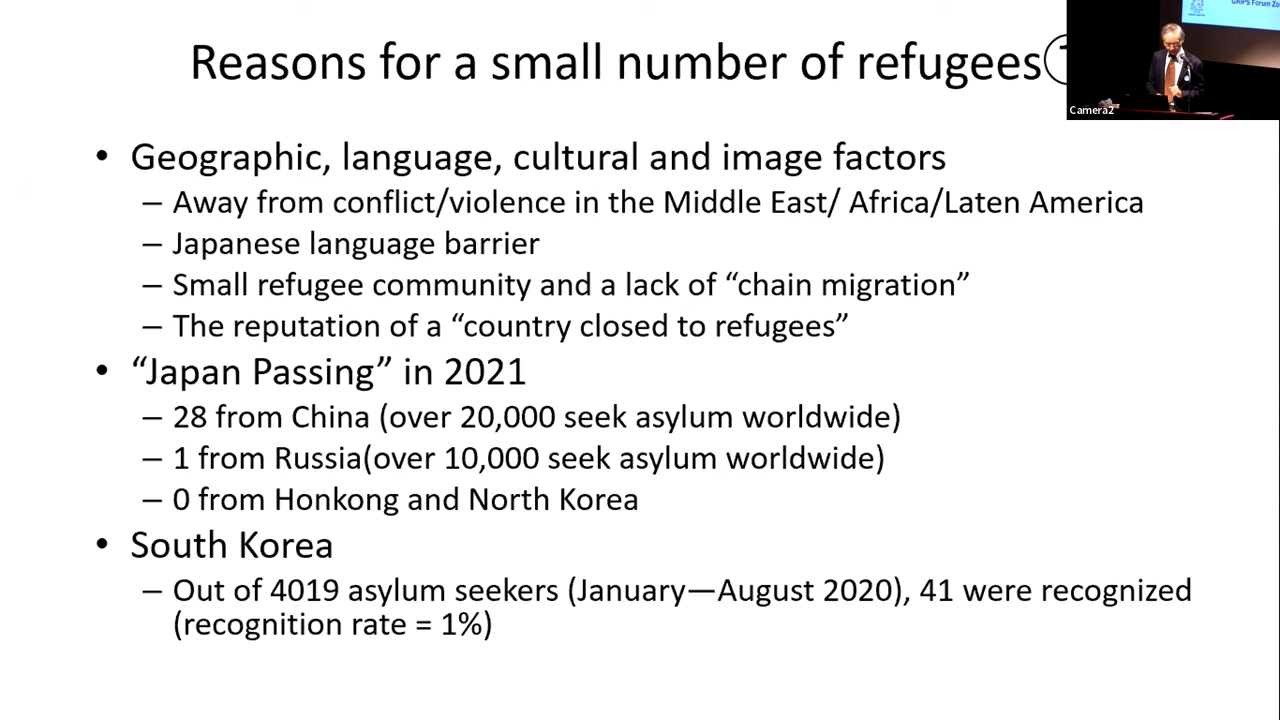 Reasons for a small number of refugees①
GRIPS Forum
Camera2
• Geographic, language, cultural and image factors
– Away from conflict/violence in the Middle East/ Africa/Laten America
– Japanese language barrier
– Small refugee community and a lack of “chain migration”
– The reputation of a “country closed to refugees”
• “Japan Passing” in 2021
– 28 from China (over 20,000 seek asylum worldwide)
– 1 from Russia(over 10,000 seek asylum worldwide)
– 0 from Honkong and North Korea
• South Korea
– Out of 4019 asylum seekers (January—August 2020), 41 were recognized
(recognition rate = 1%)